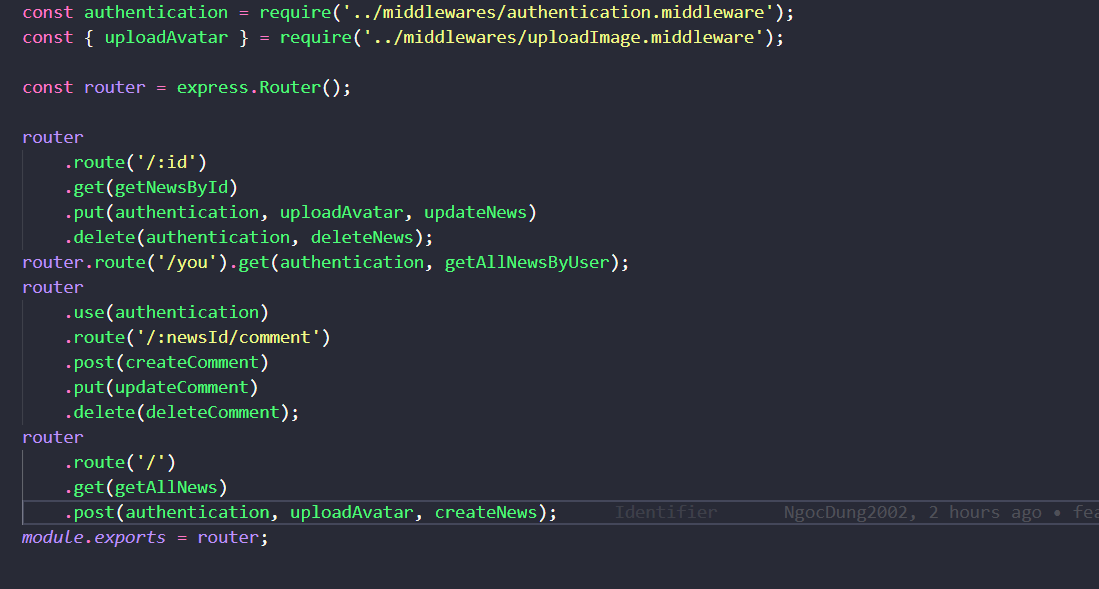 const authentication = require('../middlewares/authentication.middleware');
const { uploadAvatar } = require('../middlewares/uploadImage.middleware');
const router = express.Router();
router
.route('/:id')
.get(getNewsById)
.put(authentication, uploadAvatar, updateNews)
.delete(authentication, deleteNews);
router.route('/you').get(authentication, getAllNewsByUser);
router
.use(authentication)
.route('/:newsId/comment')
.post(createComment)
.put(updateComment)
.delete(deleteComment);
router
.route('/')
.get(getAllNews)
.post(authentication, uploadAvatar, createNews); Identifier NgocDung2002, 2 hours ago • fea
module.exports = router;